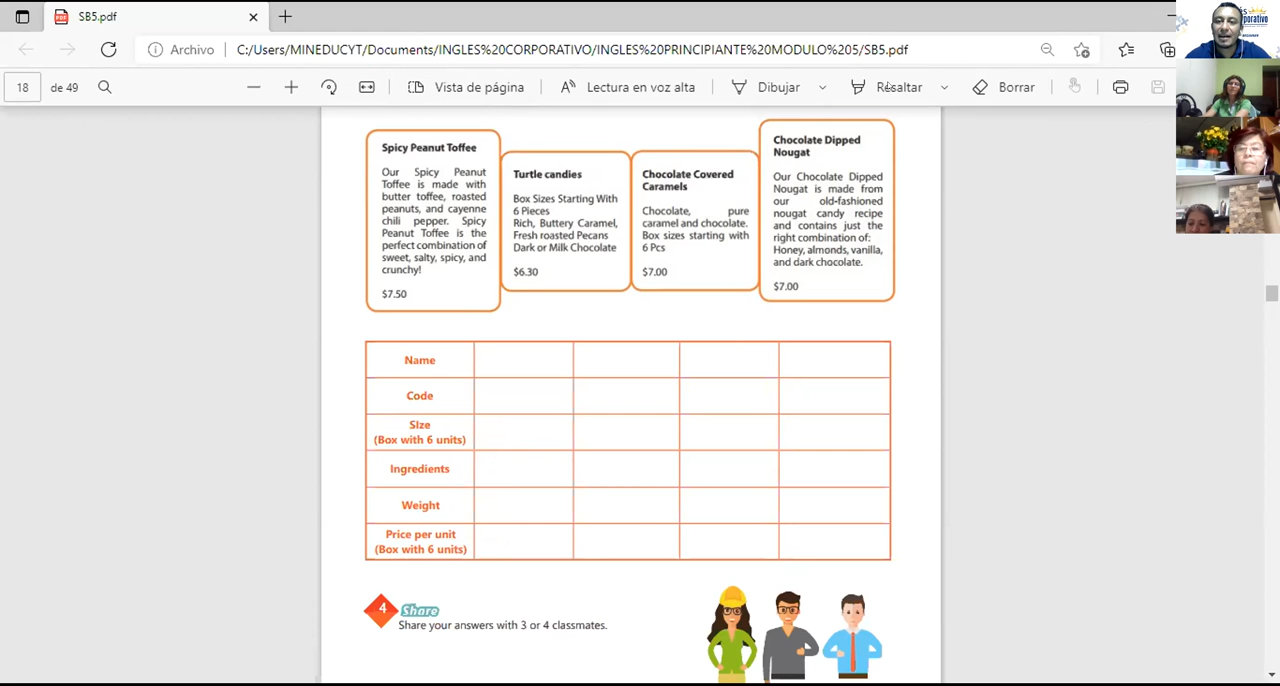 SB5.pdf
Archivo
C:/Users/MINEDUCYT/Documents/INGLES%20CORPORATIVO/INGLES%20PRINCIPIANTE%20MODULO%205/SB5.pdf
18
de 49
Vista de página
Lectura en voz alta
Dibujar
Resaltar
Borrar
Spicy Peanut Toffee
Our Spicy Peanut
Toffee is made with
butter toffee, roasted
peanuts, and cayenne
chili pepper. Spicy
Peanut Toffee is the
perfect combination of
sweet, salty, spicy, and
crunchy!
$7.50
Turtle candies
Box Sizes Starting With
6 Pieces
Rich, Buttery Caramel,
Fresh roasted Pecans
Dark or Milk Chocolate
$6.30
Chocolate Covered
Caramels
Chocolate, pure
caramel and chocolate.
Box sizes starting with
6 Pcs
$7.00
Chocolate Dipped
Nougat
Our Chocolate Dipped
Nougat is made from
our old-fashioned
nougat candy recipe
and contains just the
right combination of:
Honey, almonds, vanilla,
and dark chocolate.
$7.00
Name
Code
SIze
(Box with 6 units)
Ingredients
Weight
Price per unit
(Box with 6 units)
4
Share
Share your answers with 3 or 4 classmates.